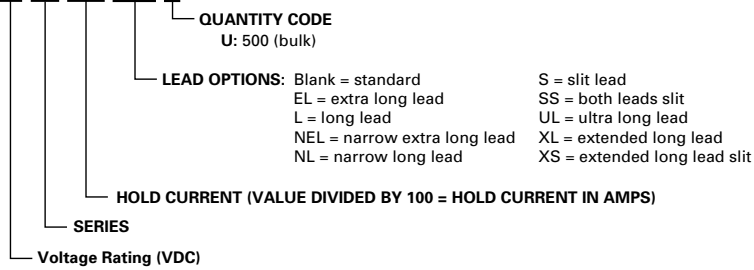 QUANTITY CODE
U: 500 (bulk)
LEAD OPTIONS: Blank = standard S = slit lead
EL = extra long lead SS = both leads slit
L = long lead UL = ultra long lead
NEL = narrow extra long lead XL = extended long lead
NL = narrow long lead XS = extended long lead slit
HOLD CURRENT (VALUE DIVIDED BY 100 = HOLD CURRENT IN AMPS)
SERIES
Voltage Rating (VDC)